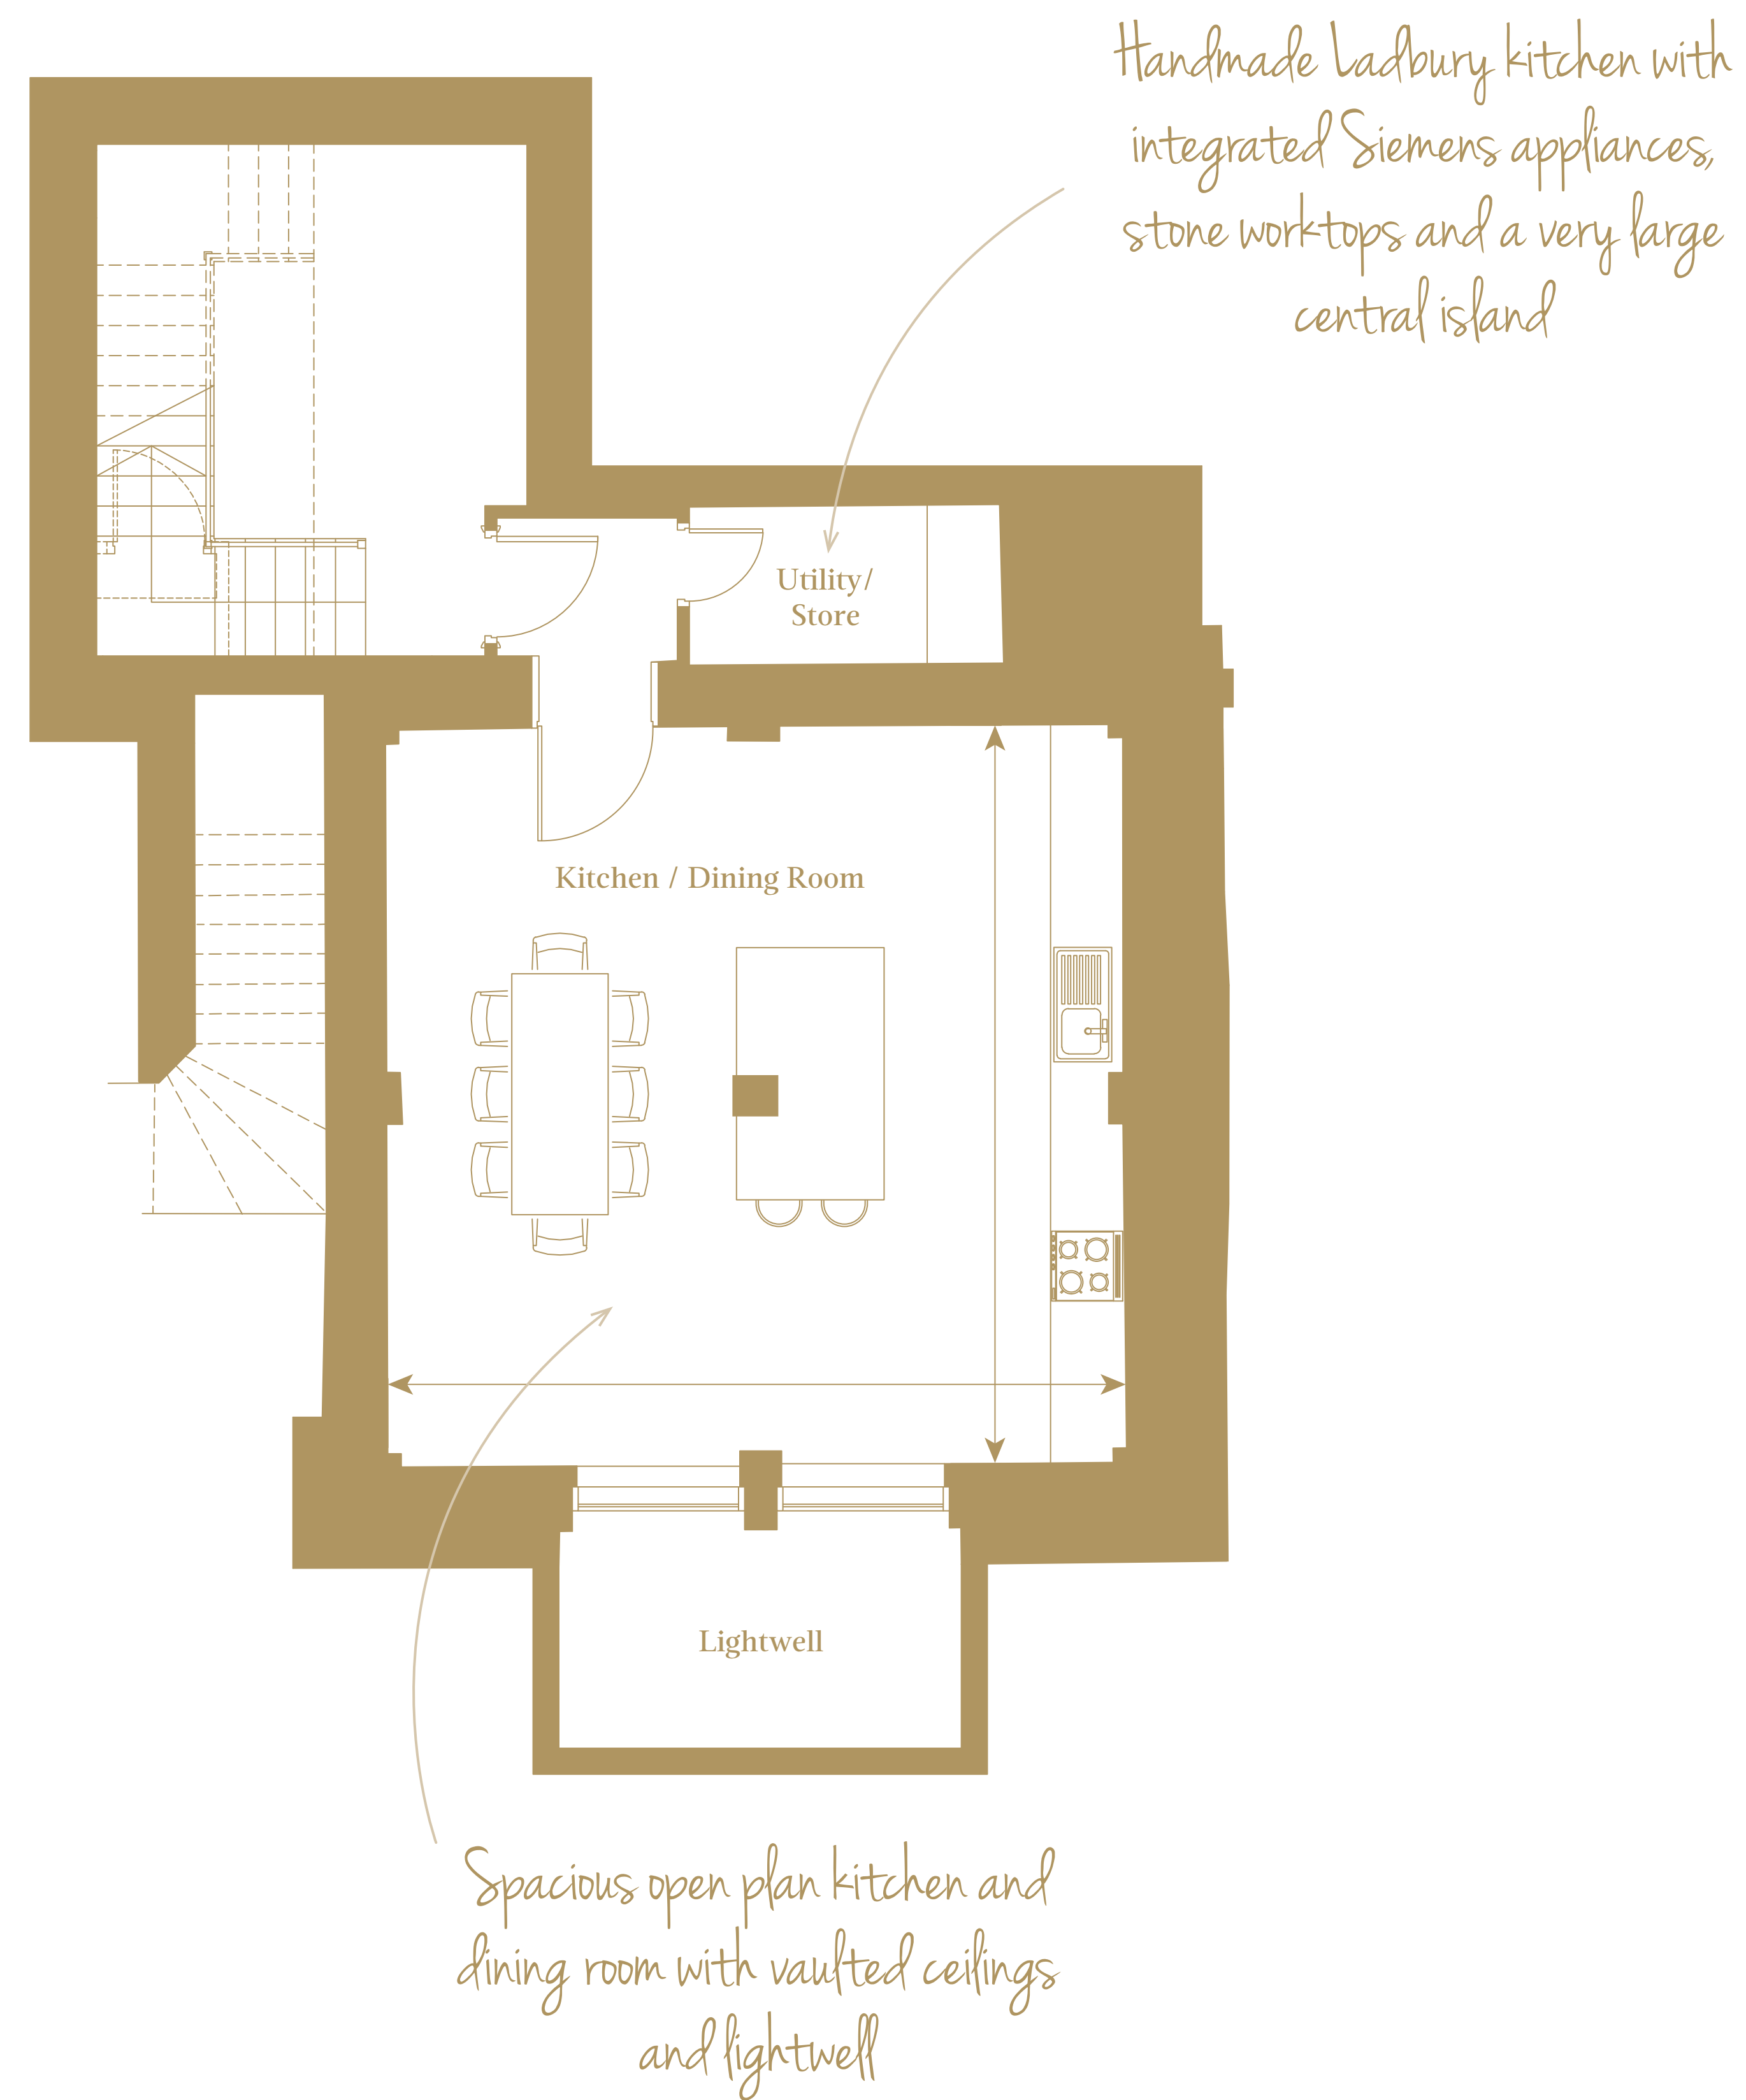 Handmade Ladbury kitchen with
integrated Siemens appliances,
stone worktops and a very large
central island
Utility/
Store
Kitchen / Dining Room
Lightwell
Spacious open plan kitchen and
dining room with vaulted ceilings
and lightwell